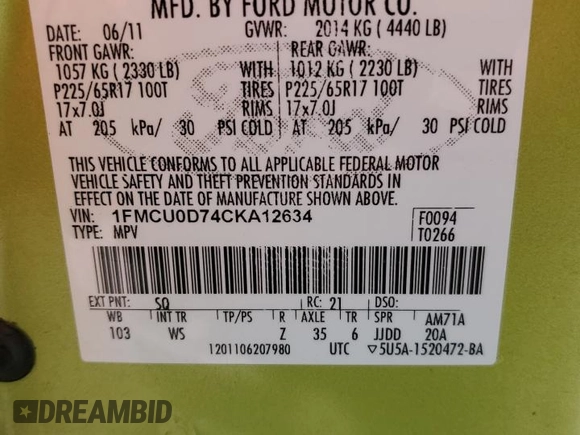 MFD. BY FORD MOTOR CO.
DATE: 06/11 GVWR: 2014 KG ( 4440 LB)
FRONT GAWR: REAR GAWR:
1057 KG ( 2330 LB) 1012 KG ( 2230 LB) WITH
P225/65R17 100T P225/65R17 100T TIRES
17x7.0J RIMS 17x7.0J RIMS
AT 205 kPa/ 30 PSI COLD AT 205 kPa/ 30 PSI COLD
THIS VEHICLE CONFORMS TO ALL APPLICABLE FEDERAL MOTOR
VEHICLE SAFETY AND THEFT PREVENTION STANDARDS IN
EFFECT ON THE DATE OF MANUFACTURE SHOWN ABOVE.
VIN: 1FMCU0D74CKA12634 F0094
TYPE: MPV T0266
EXT PNT: SQ RC: 21 DSO:
WB INT TR TP/PS R AXLE TR SPR AM71A
103 WS Z 35 6 JJDD 20A
1201106207980 UTC ▽5U5A-1520472-BA
DREAMBID